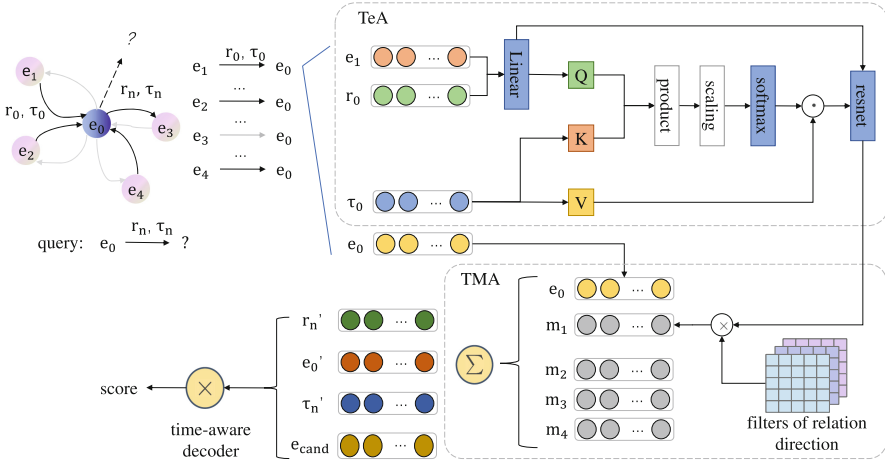 ?
e₁
r₀, τ₀
rₙ, τₙ
e₀
e₃
e₂
e₄
query: e₀ rₙ, τₙ ?
e₁ r₀, τ₀ e₀
...
e₂ e₀
...
e₃ e₀
...
e₄ e₀
TeA
e₁ ...
r₀ ...
τ₀ ...
e₀ ...
Linear
Q
K
V
product
scaling
softmax
resnet
TMA
e₀ ...
m₁ ...
m₂ ...
m₃ ...
m₄ ...
∑
×
filters of relation
direction
rₙ' ...
e₀' ...
τₙ' ...
e_cand ...
×
time-aware
decoder
score